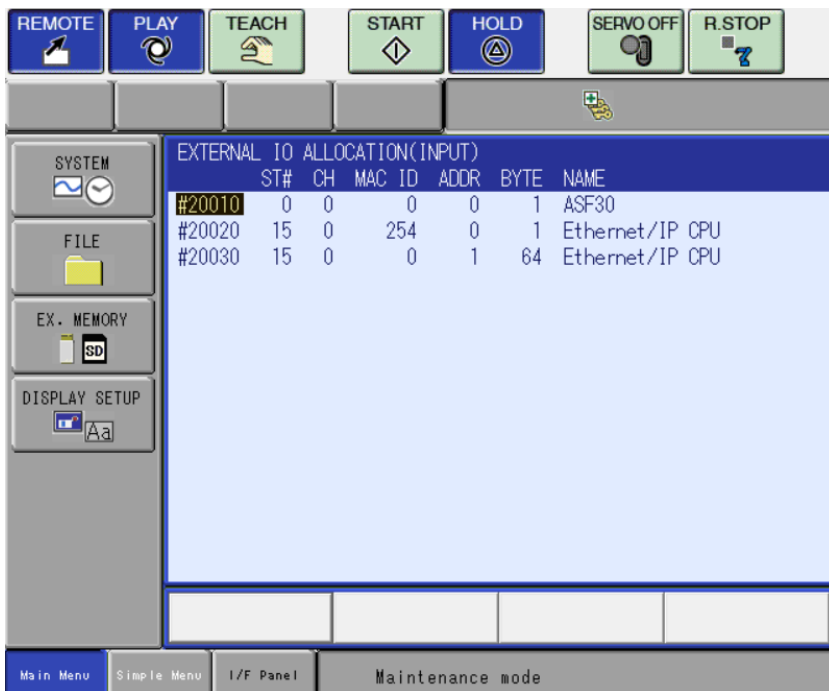 REMOTE PLAY TEACH START HOLD SERVO OFF R.STOP
SYSTEM
FILE
EX. MEMORY
SD
DISPLAY SETUP
Aa
EXTERNAL IO ALLOCATION(INPUT)
ST# CH MAC ID ADDR BYTE NAME
#20010 0 0 0 0 1 ASF30
#20020 15 0 254 0 1 Ethernet/IP CPU
#20030 15 0 0 1 64 Ethernet/IP CPU
Main Menu Simple Menu I/F Panel Maintenance mode